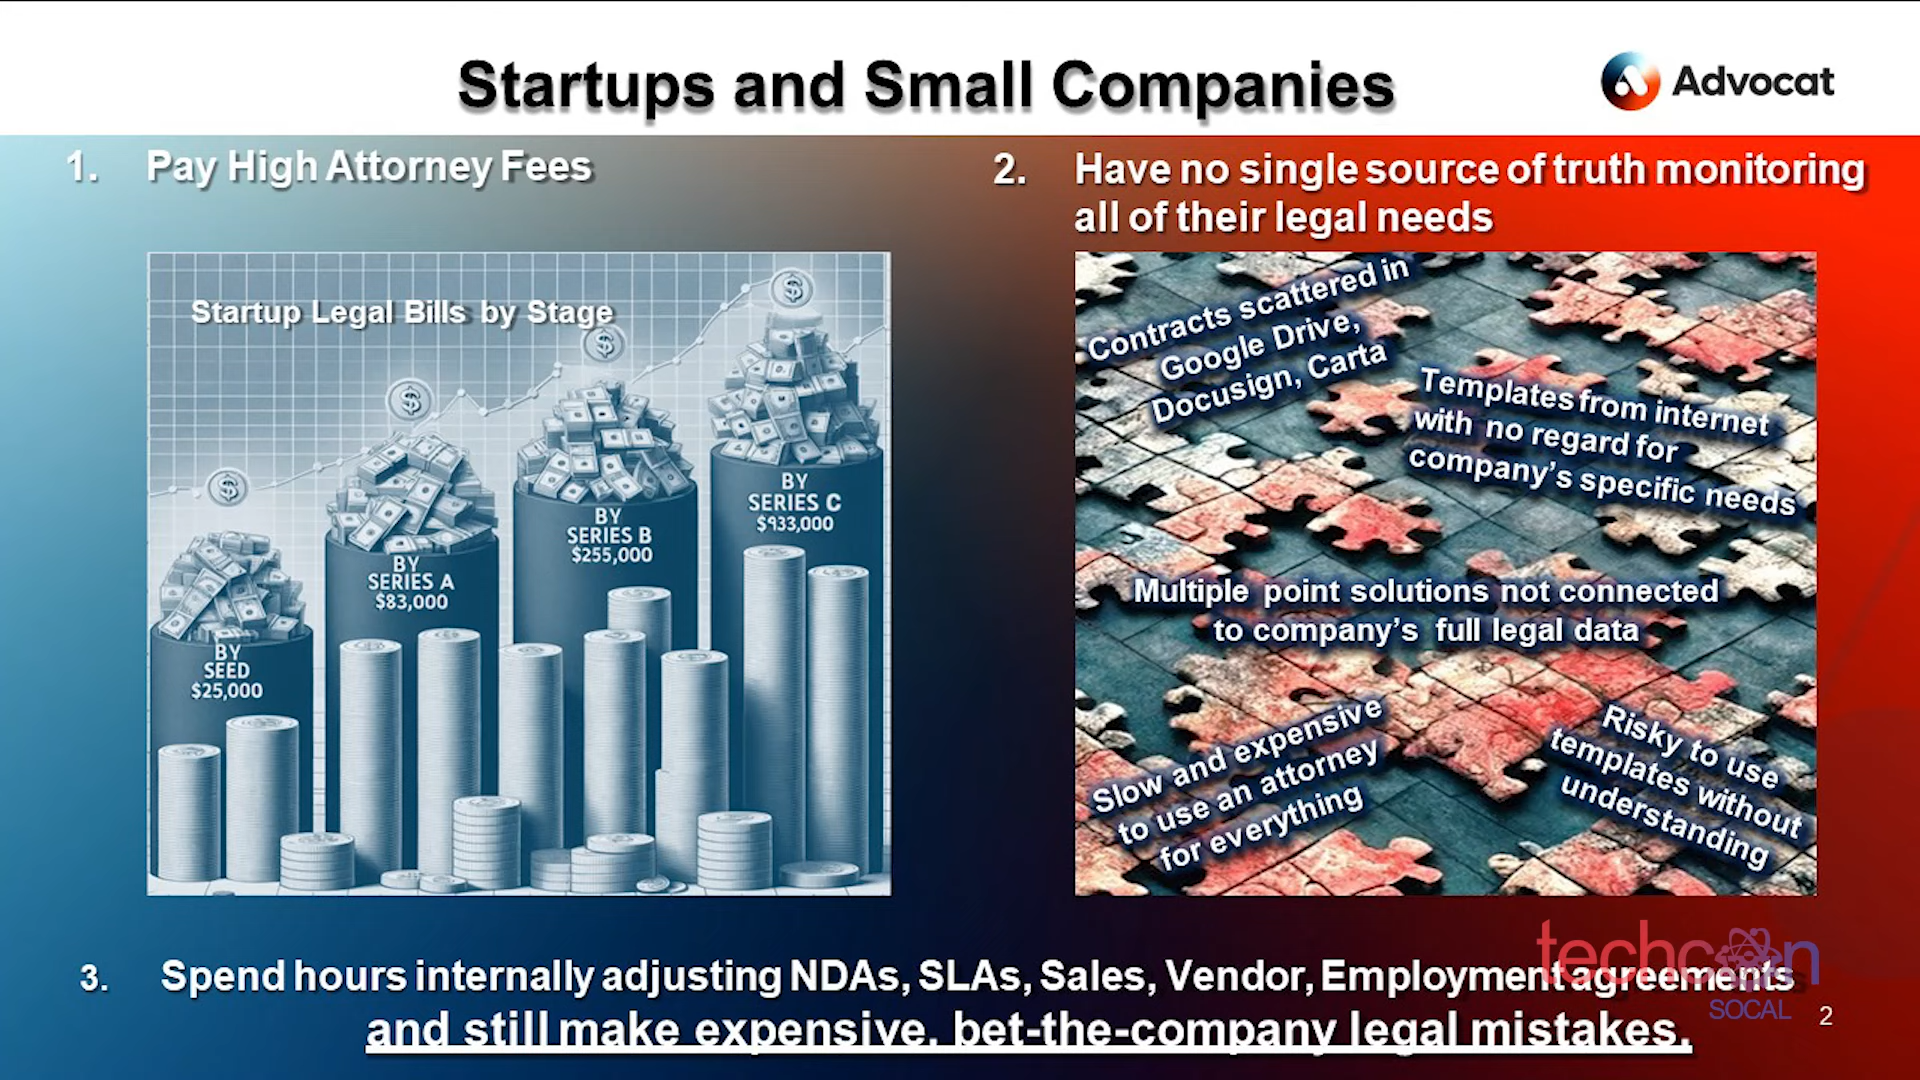 Startups and Small Companies
Advocat
1. Pay High Attorney Fees
Startup Legal Bills by Stage
BY
SEED
$25,000
BY
SERIES A
$83,000
BY
SERIES B
$255,000
BY
SERIES C
$933,000
2. Have no single source of truth monitoring
all of their legal needs
Contracts scattered in
Google Drive,
Docusign, Carta
Templates from internet
with no regard for
company's specific needs
Multiple point solutions not connected
to company's full legal data
Slow and expensive
to use an attorney
for everything
Risky to use
templates without
understanding
3. Spend hours internally adjusting NDAs, SLAs, Sales, Vendor, Employment agreements
and still make expensive, bet-the-company legal mistakes.
techcon
SOCAL
2